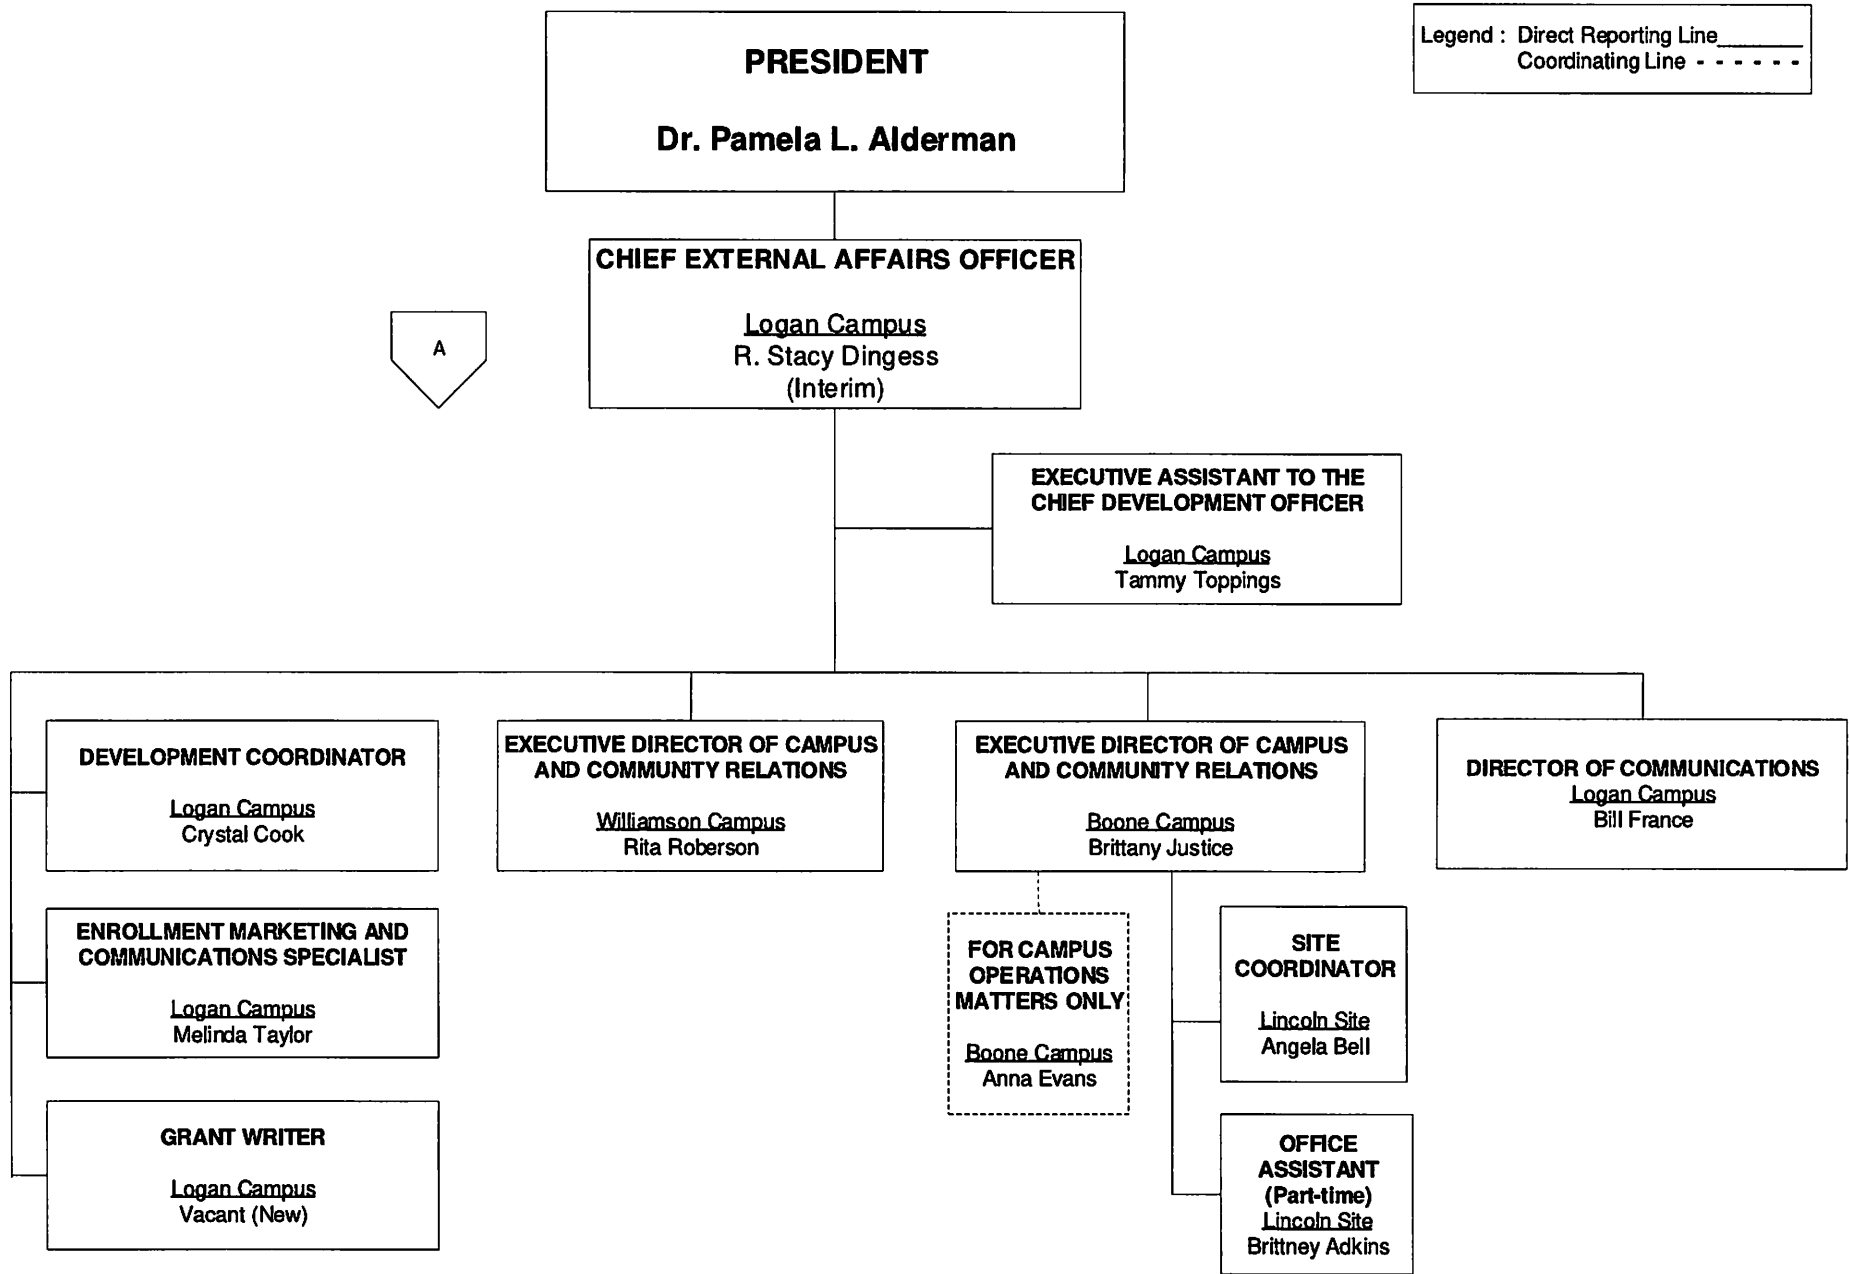 PRESIDENT
Dr. Pamela L. Alderman
Legend : Direct Reporting Line
Coordinating Line - - - - - -
CHIEF EXTERNAL AFFAIRS OFFICER
Logan Campus
R. Stacy Dingess
(Interim)
A
EXECUTIVE ASSISTANT TO THE
CHIEF DEVELOPMENT OFFICER
Logan Campus
Tammy Toppings
DEVELOPMENT COORDINATOR
Logan Campus
Crystal Cook
EXECUTIVE DIRECTOR OF CAMPUS
AND COMMUNITY RELATIONS
Williamson Campus
Rita Roberson
EXECUTIVE DIRECTOR OF CAMPUS
AND COMMUNITY RELATIONS
Boone Campus
Brittany Justice
DIRECTOR OF COMMUNICATIONS
Logan Campus
Bill France
ENROLLMENT MARKETING AND
COMMUNICATIONS SPECIALIST
Logan Campus
Melinda Taylor
FOR CAMPUS
OPERATIONS
MATTERS ONLY
Boone Campus
Anna Evans
SITE
COORDINATOR
Lincoln Site
Angela Bell
GRANT WRITER
Logan Campus
Vacant (New)
OFFICE
ASSISTANT
(Part-time)
Lincoln Site
Brittney Adkins